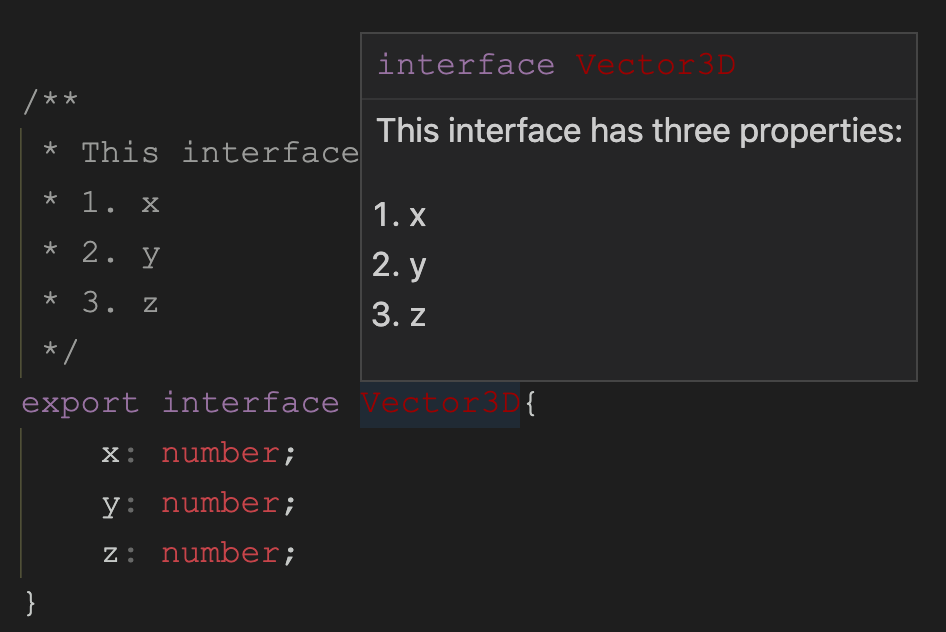 interface Vector3D
This interface has three properties:
1. x
2. y
3. z
/**
* This interface
* 1. x
* 2. y
* 3. z
*/
export interface Vector3D{
x: number;
y: number;
z: number;
}